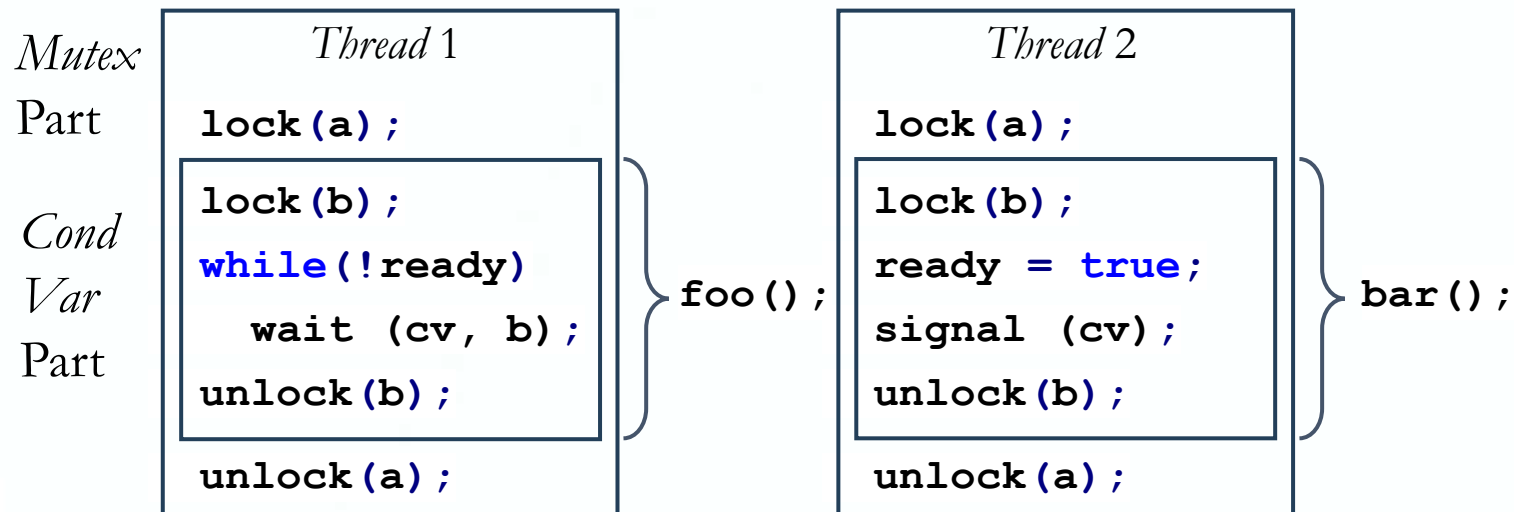 Mutex
Part
Cond
Var
Part
Thread 1
lock(a);
lock(b);
while(!ready)
  wait (cv, b);
unlock(b);
unlock(a);
foo();
Thread 2
lock(a);
lock(b);
ready = true;
signal (cv);
unlock(b);
unlock(a);
bar();